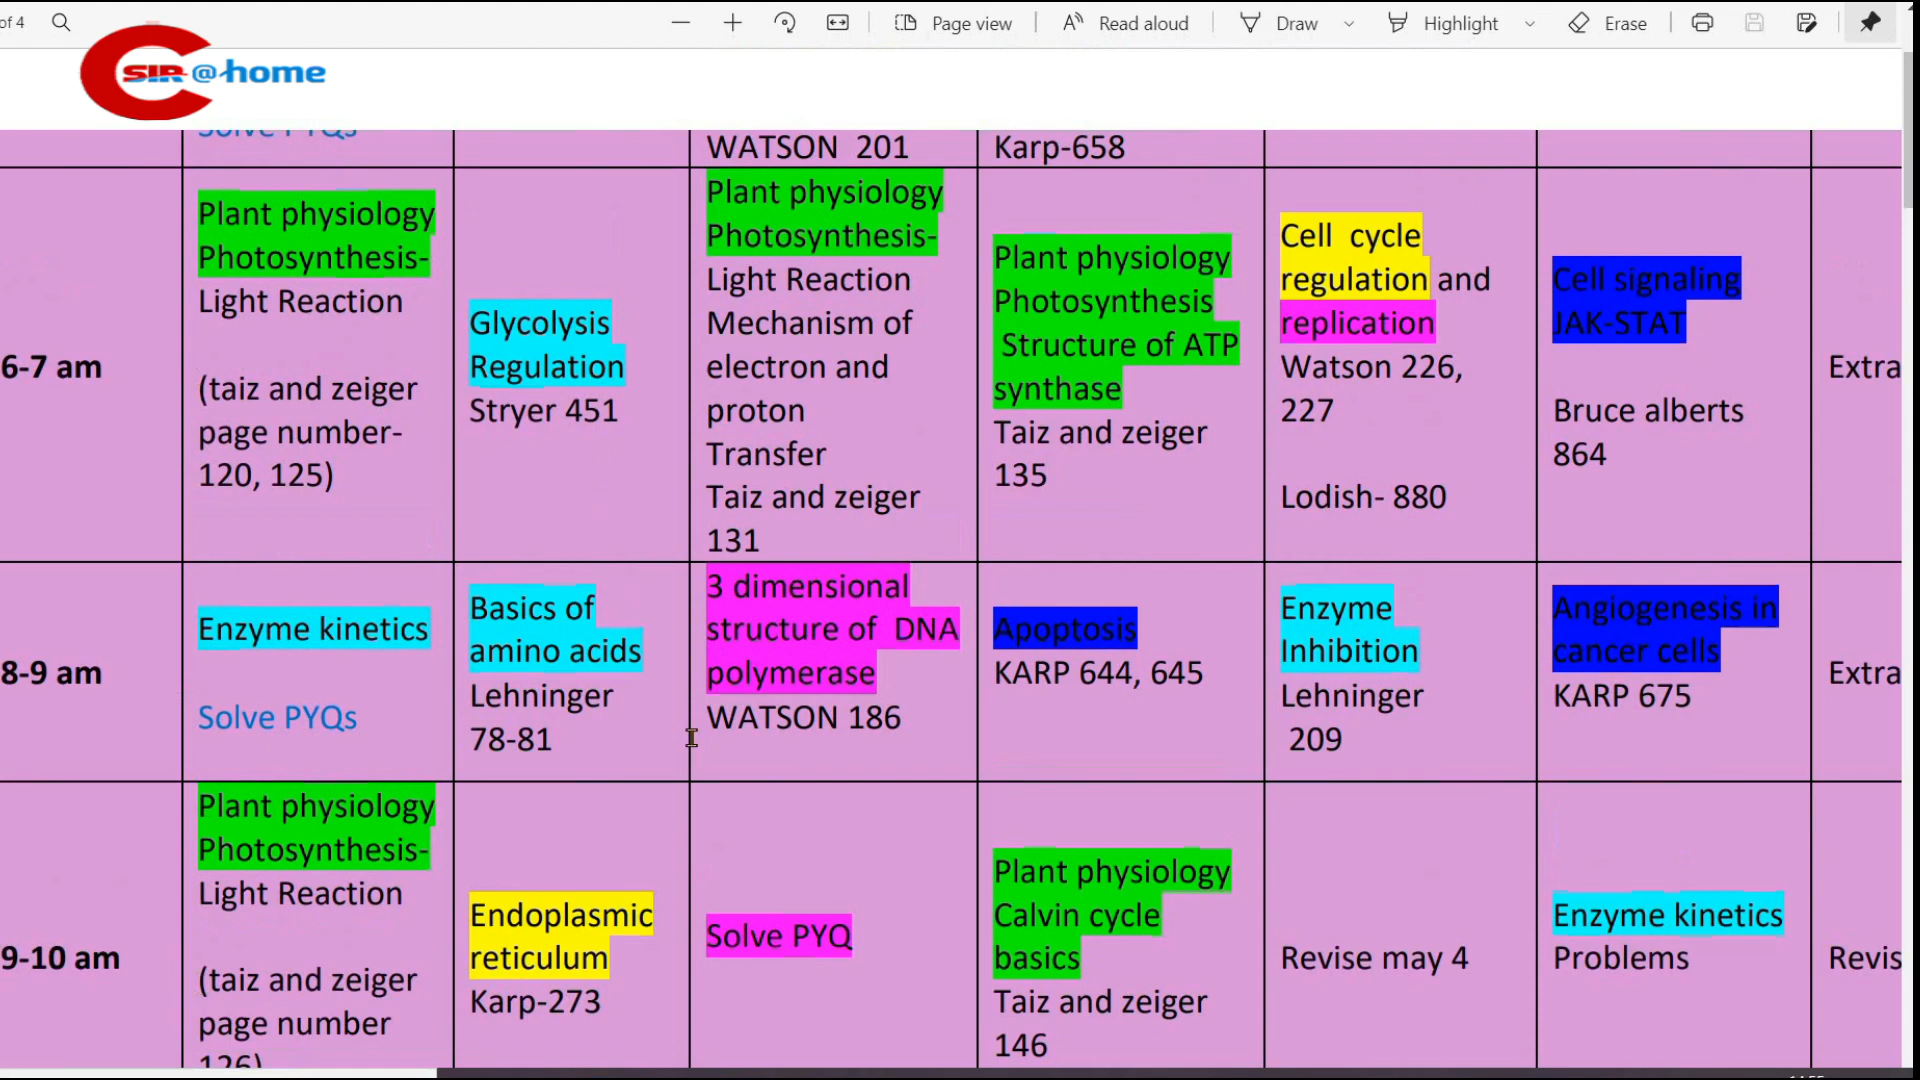 of 4
Page view
Read aloud
Draw
Highlight
Erase
CSIR@home
Solve PYQs
WATSON 201
Karp-658
6-7 am
Plant physiology
Photosynthesis-
Light Reaction
(taiz and zeiger
page number-
120, 125)
Glycolysis
Regulation
Stryer 451
Plant physiology
Photosynthesis-
Light Reaction
Mechanism of
electron and
proton
Transfer
Taiz and zeiger
131
Plant physiology
Photosynthesis
Structure of ATP
synthase
Taiz and zeiger
135
Cell cycle
regulation and
replication
Watson 226,
227
Lodish- 880
Cell signaling
JAK-STAT
Bruce alberts
864
Extra
8-9 am
Enzyme kinetics
Solve PYQs
Basics of
amino acids
Lehninger
78-81
3 dimensional
structure of DNA
polymerase
WATSON 186
Apoptosis
KARP 644, 645
Enzyme
Inhibition
Lehninger
209
Angiogenesis in
cancer cells
KARP 675
Extra
9-10 am
Plant physiology
Photosynthesis-
Light Reaction
(taiz and zeiger
page number
126)
Endoplasmic
reticulum
Karp-273
Solve PYQ
Plant physiology
Calvin cycle
basics
Taiz and zeiger
146
Revise may 4
Enzyme kinetics
Problems
Revis